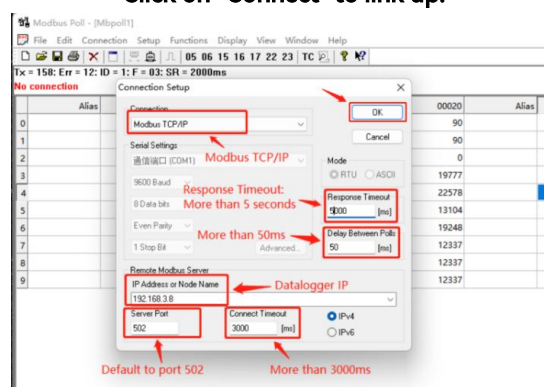 Click on "Connect" to link up.
Modbus Poll - [Mbpoll1]
File Edit Connection Setup Functions Display View Window Help
05 06 15 16 17 22 23 TC
Tx = 158: Err = 12: ID = 1: F = 03: SR = 2000ms
No connection
Alias 00020 Alias
0 90
1 90
2 0
3 19777
4 22578
5 13104
6 19248
7 12337
8 12337
9 12337
Connection Setup
Connection
Modbus TCP/IP
OK
Cancel
Serial Settings
通信端口 (COM1)
Modbus TCP/IP
9600 Baud
8 Data bits
Even Parity
1 Stop Bit
Advanced...
Mode
RTU ASCII
Response Timeout:
More than 5 seconds
Response Timeout
5000 [ms]
More than 50ms
Delay Between Polls
50 [ms]
Remote Modbus Server
IP Address or Node Name
Datalogger IP
192.168.3.8
Server Port
502
Connect Timeout
3000 [ms]
IPv4
IPv6
Default to port 502
More than 3000ms